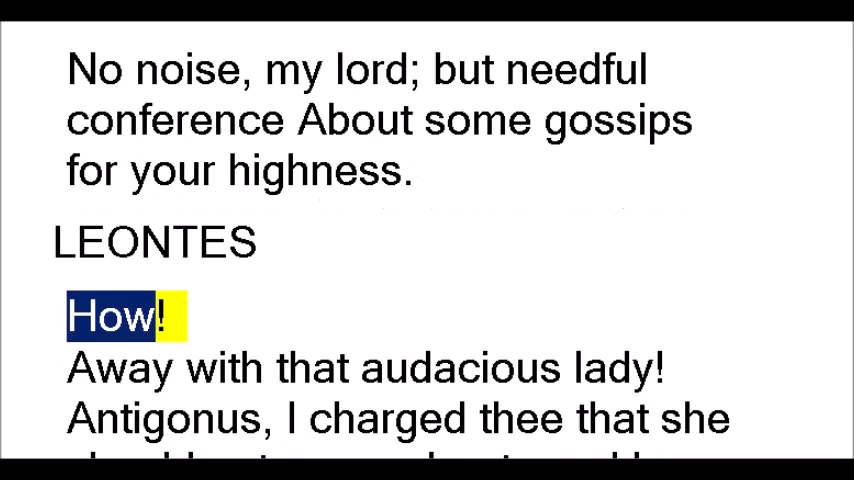 No noise, my lord; but needful
conference About some gossips
for your highness.
LEONTES
How!
Away with that audacious lady!
Antigonus, I charged thee that she